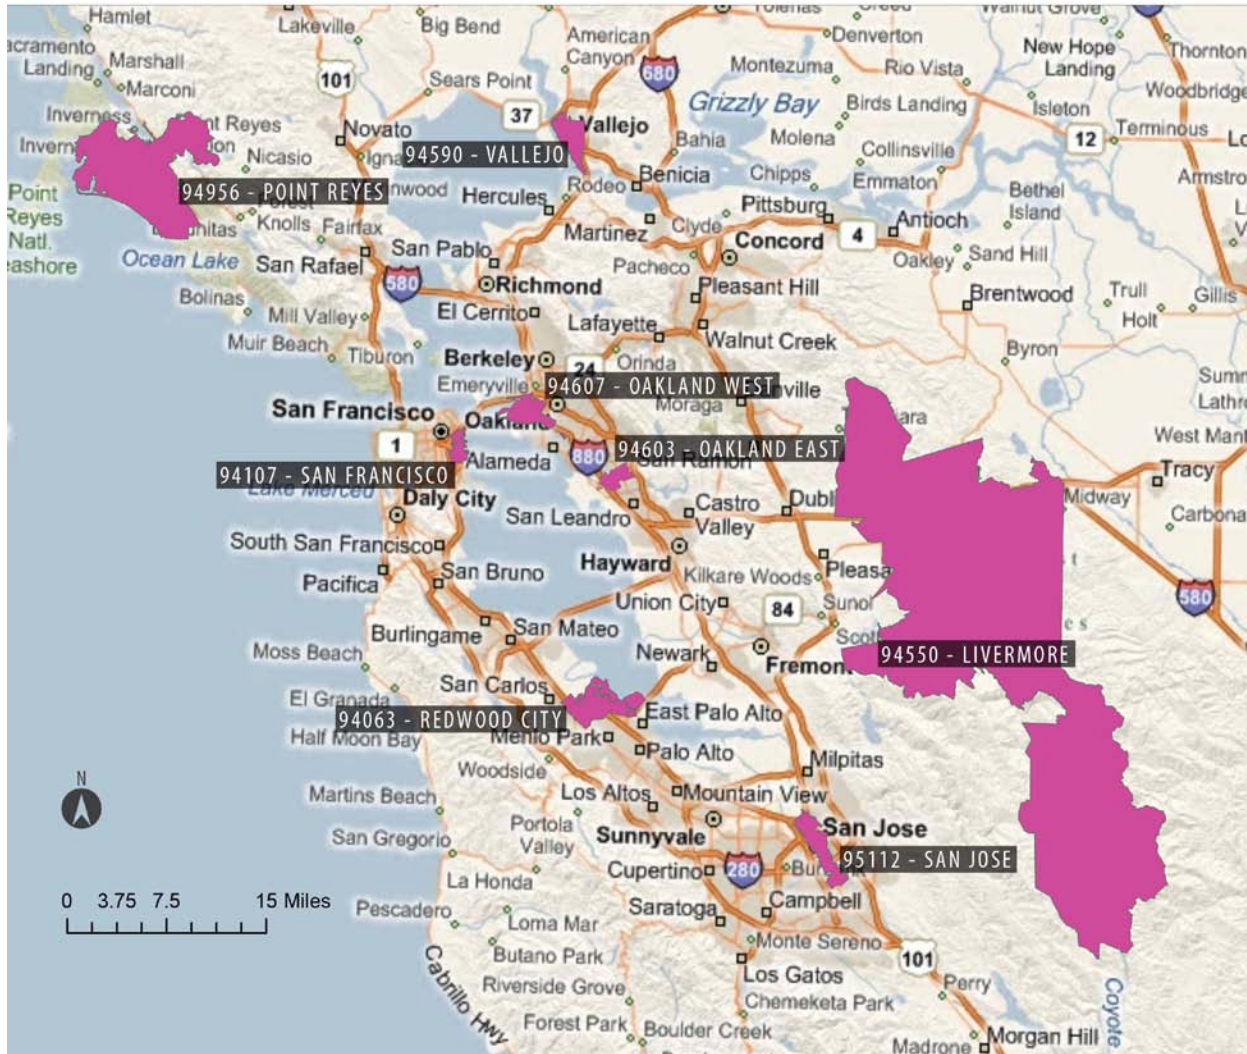 Hamlet
Lakeville
Big Bend
American
Canyon
Denverton
Walnut Grove
New Hope
Landing
Thornton
Sacramento
Landing
Marshall
Marconi
101
Sears Point
680
Montezuma
Rio Vista
Woodbridge
Inverness
Novato
37
Vallejo
Grizzly Bay
Birds Landing
Isleton
12
Terminous
94590 - VALLEJO
Bahia
Molena
Nicasio
Collinsville
94956 - POINT REYES
Hercules
Rodeo
Benicia
Chipps
Emmaton
Bethel
Island
Point
Reyes
Natl.
Knolls
Fairfax
San Pablo
Martinez
Clyde
Pittsburg
4
Antioch
Concord
Ocean Lake
San Rafael
580
Pacheco
Oakley
Sand Hill
Bolinas
Richmond
Pleasant Hill
Brentwood
Trull
Gillis
Mill Valley
El Cerrito
Lafayette
Walnut Creek
Holt
Muir Beach
Tiburon
Berkeley
24
Orinda
Byron
Emeryville
94607 - OAKLAND WEST
Moraga
San Francisco
Oakland
1
880
94603 - OAKLAND EAST
San Ramon
West Mant
Alameda
94107 - SAN FRANCISCO
Tracy
Lake Merced
Daly City
San Leandro
Castro
Valley
Dubl
Midway
Carbona
South San Francisco
Hayward
Pacifica
San Bruno
Kilkare Woods
Pleasa
580
Union City
84
Sunol
Burlingame
San Mateo
Moss Beach
Newark
Fremont
94550 - LIVERMORE
El Granada
San Carlos
94063 - REDWOOD CITY
East Palo Alto
Half Moon Bay
Menlo Park
Palo Alto
N
Woodside
Milpitas
Martins Beach
Los Altos
Mountain View
San Gregorio
Portola
Valley
Sunnyvale
San Jose
95112 - SAN JOSE
La Honda
Cupertino
280
0 3.75 7.5 15 Miles
Pescadero
Loma Mar
Saratoga
Campbell
Butano Park
Monte Sereno
101
Cabrillo Hwy
Riverside Grove
Los Gatos
Perry
Coyote
Chemeketa Park
Forest Park
Boulder Creek
Madrone
Morgan Hill